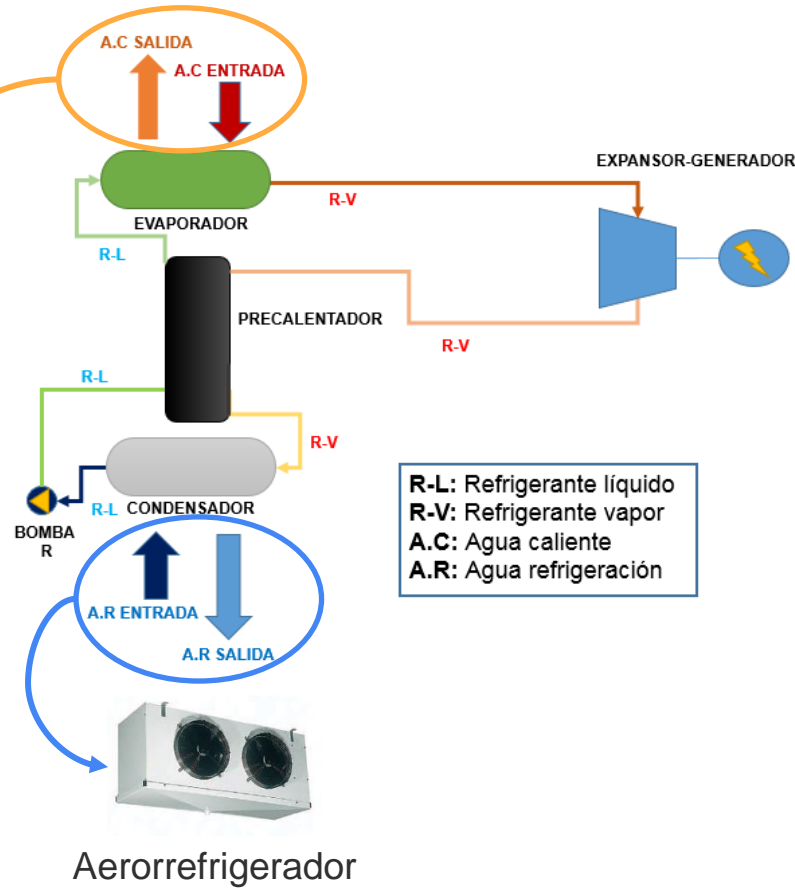 A.C SALIDA
A.C ENTRADA
EXPANSOR-GENERADOR
R-V
EVAPORADOR
R-L
PRECALENTADOR
R-V
R-L
R-V
R-L: Refrigerante líquido
R-V: Refrigerante vapor
A.C: Agua caliente
A.R: Agua refrigeración
R-L
CONDENSADOR
BOMBA
R
A.R ENTRADA
A.R SALIDA
Aerorrefrigerador